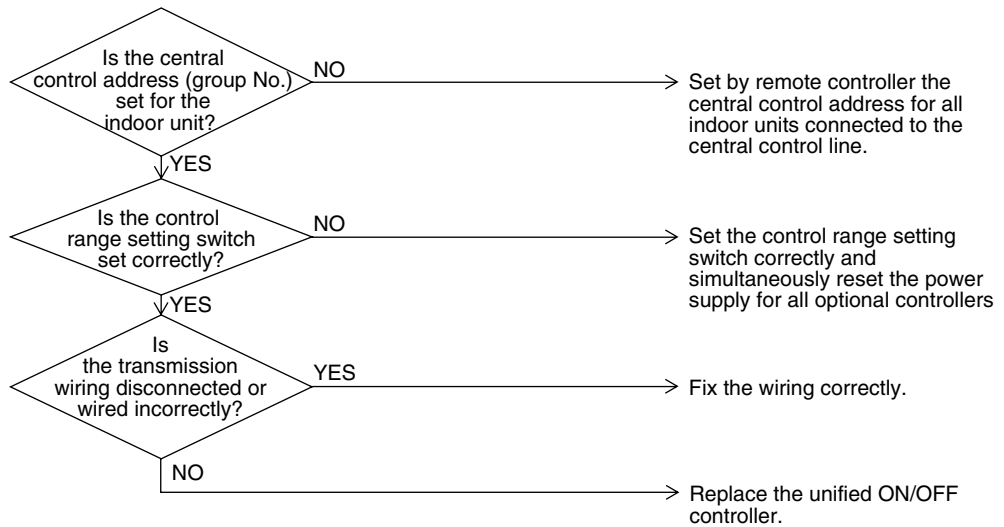 Is the central
control address (group No.)
set for the
indoor unit?
NO
Set by remote controller the
central control address for all
indoor units connected to the
central control line.
YES
Is the control
range setting switch
set correctly?
NO
Set the control range setting
switch correctly and
simultaneously reset the power
supply for all optional controllers
YES
Is
the transmission
wiring disconnected or
wired incorrectly?
YES
Fix the wiring correctly.
NO
Replace the unified ON/OFF
controller.